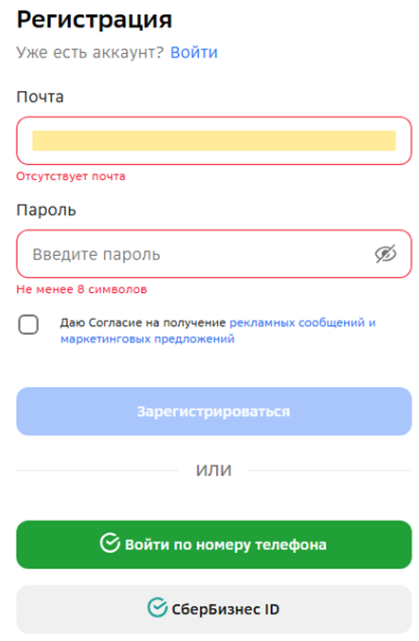 Регистрация
Уже есть аккаунт? Войти
Почта
Отсутствует почта
Пароль
Введите пароль
Не менее 8 символов
Даю Согласие на получение рекламных сообщений и
маркетинговых предложений
Зарегистрироваться
или
Войти по номеру телефона
СберБизнес ID